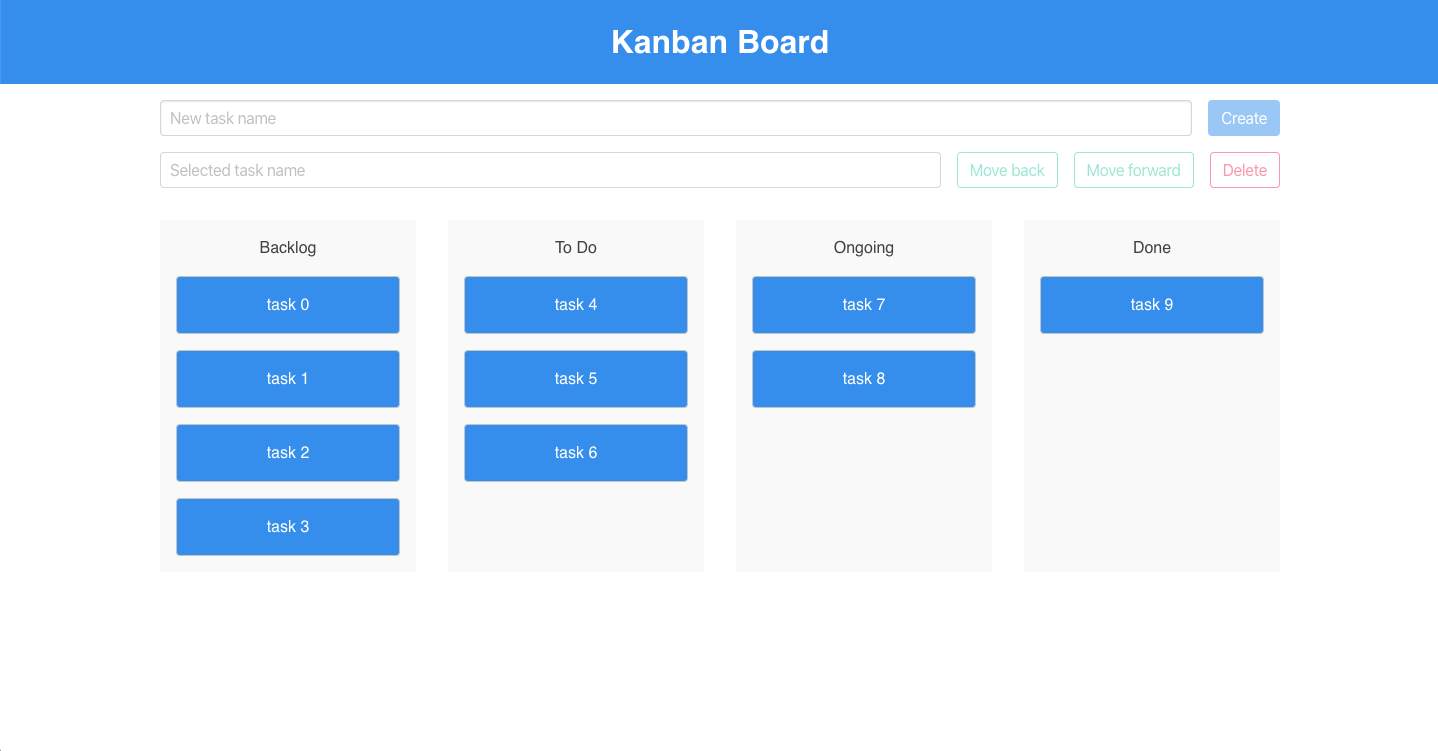 Kanban Board
New task name
Create
Selected task name
Move back
Move forward
Delete
Backlog
task 0
task 1
task 2
task 3
To Do
task 4
task 5
task 6
Ongoing
task 7
task 8
Done
task 9